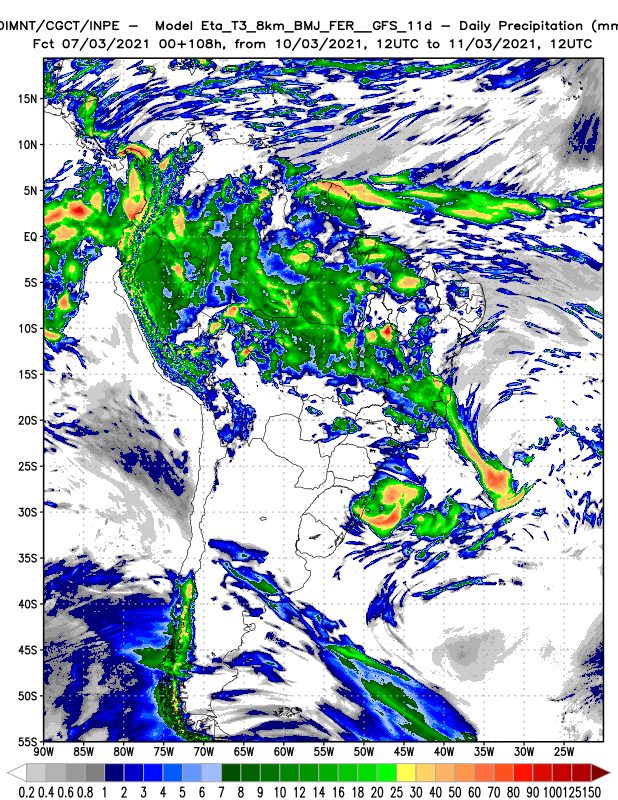 DIMNT/CGCT/INPE – Model Eta_T3_8km_BMJ_FER__GFS_11d – Daily Precipitation (mm
Fct 07/03/2021 00+108h, from 10/03/2021, 12UTC to 11/03/2021, 12UTC
15N
10N
5N
EQ
5S
10S
15S
20S
25S
30S
35S
40S
45S
50S
55S
90W 85W 80W 75W 70W 65W 60W 55W 50W 45W 40W 35W 30W 25W
0.2 0.4 0.6 0.8 1 2 3 4 5 6 7 8 9 10 12 14 16 18 20 25 30 40 50 60 70 80 90 100 125 150